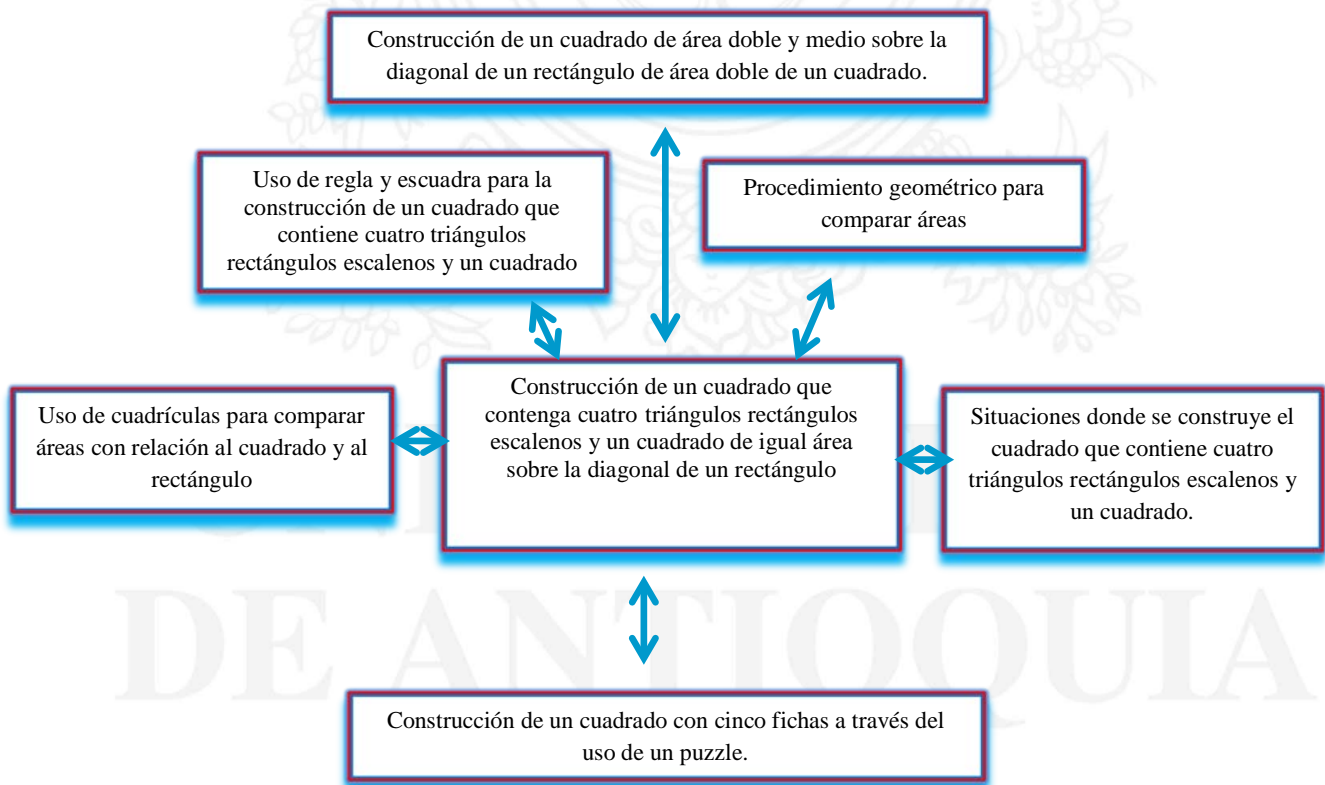 Construcción de un cuadrado de área doble y medio sobre la
diagonal de un rectángulo de área doble de un cuadrado.
Uso de regla y escuadra para la
construcción de un cuadrado que
contiene cuatro triángulos
rectángulos escalenos y un cuadrado
Procedimiento geométrico para
comparar áreas
Uso de cuadrículas para comparar
áreas con relación al cuadrado y al
rectángulo
Construcción de un cuadrado que
contenga cuatro triángulos rectángulos
escalenos y un cuadrado de igual área
sobre la diagonal de un rectángulo
Situaciones donde se construye el
cuadrado que contiene cuatro
triángulos rectángulos escalenos y
un cuadrado.
DE ANTIOQUIA
Construcción de un cuadrado con cinco fichas a través del
uso de un puzzle.